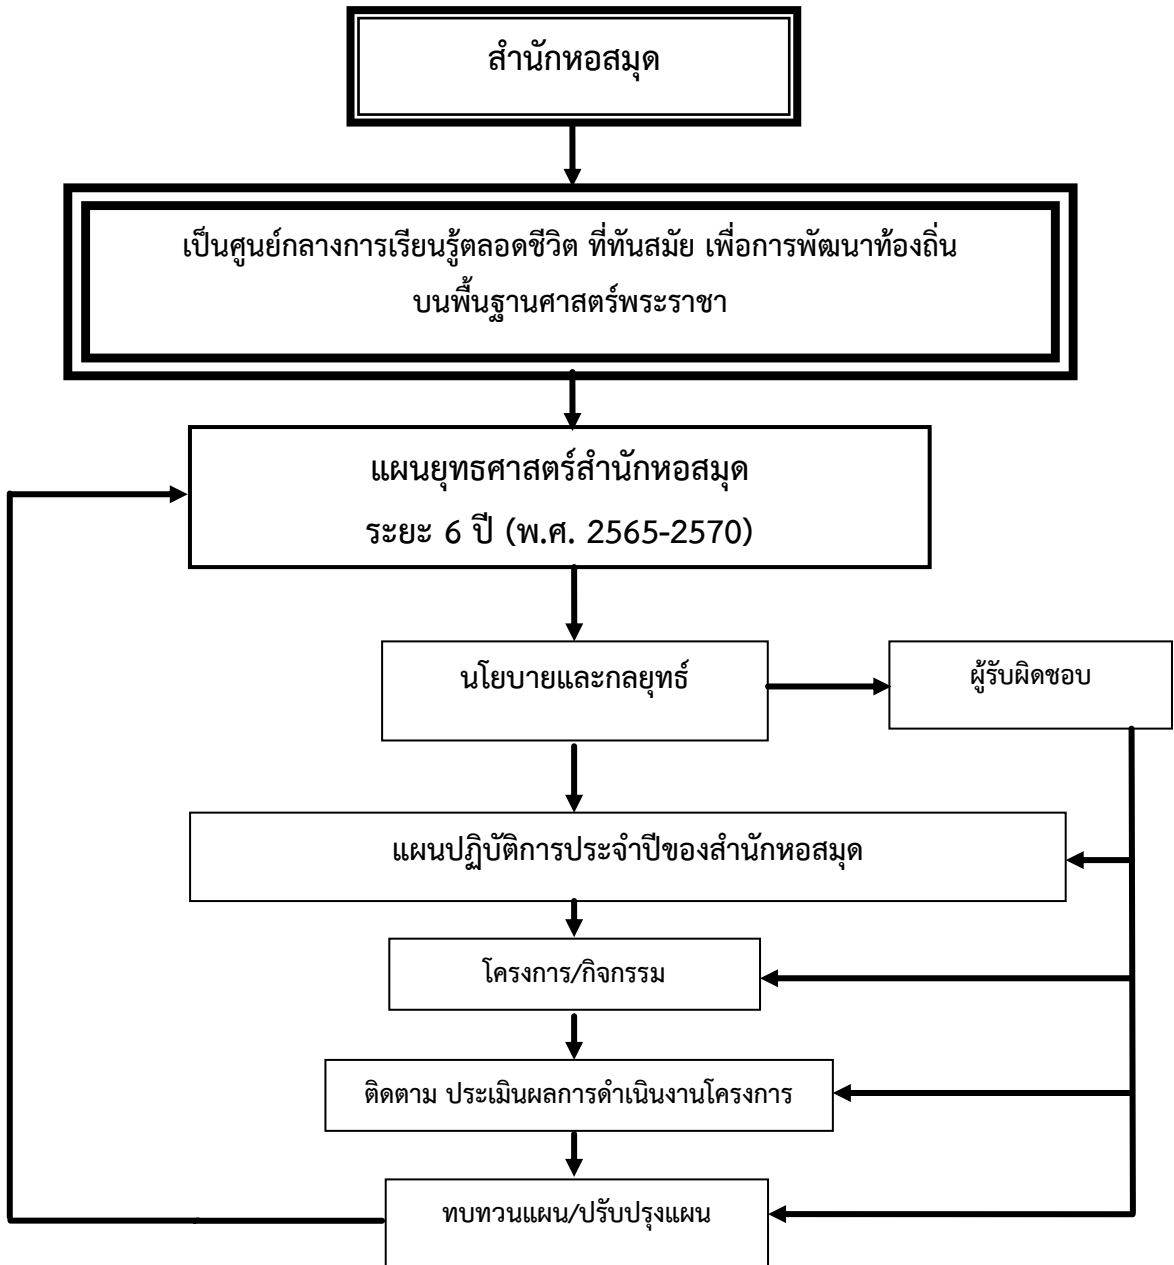 สำนักหอสมุด
เป็นศูนย์กลางการเรียนรู้ตลอดชีวิต ที่ทันสมัย เพื่อการพัฒนาท้องถิ่น
บนพื้นฐานศาสตร์พระราชา
แผนยุทธศาสตร์สำนักหอสมุด
ระยะ 6 ปี (พ.ศ. 2565-2570)
นโยบายและกลยุทธ์
ผู้รับผิดชอบ
แผนปฏิบัติการประจำปีของสำนักหอสมุด
โครงการ/กิจกรรม
ติดตาม ประเมินผลการดำเนินงานโครงการ
ทบทวนแผน/ปรับปรุงแผน